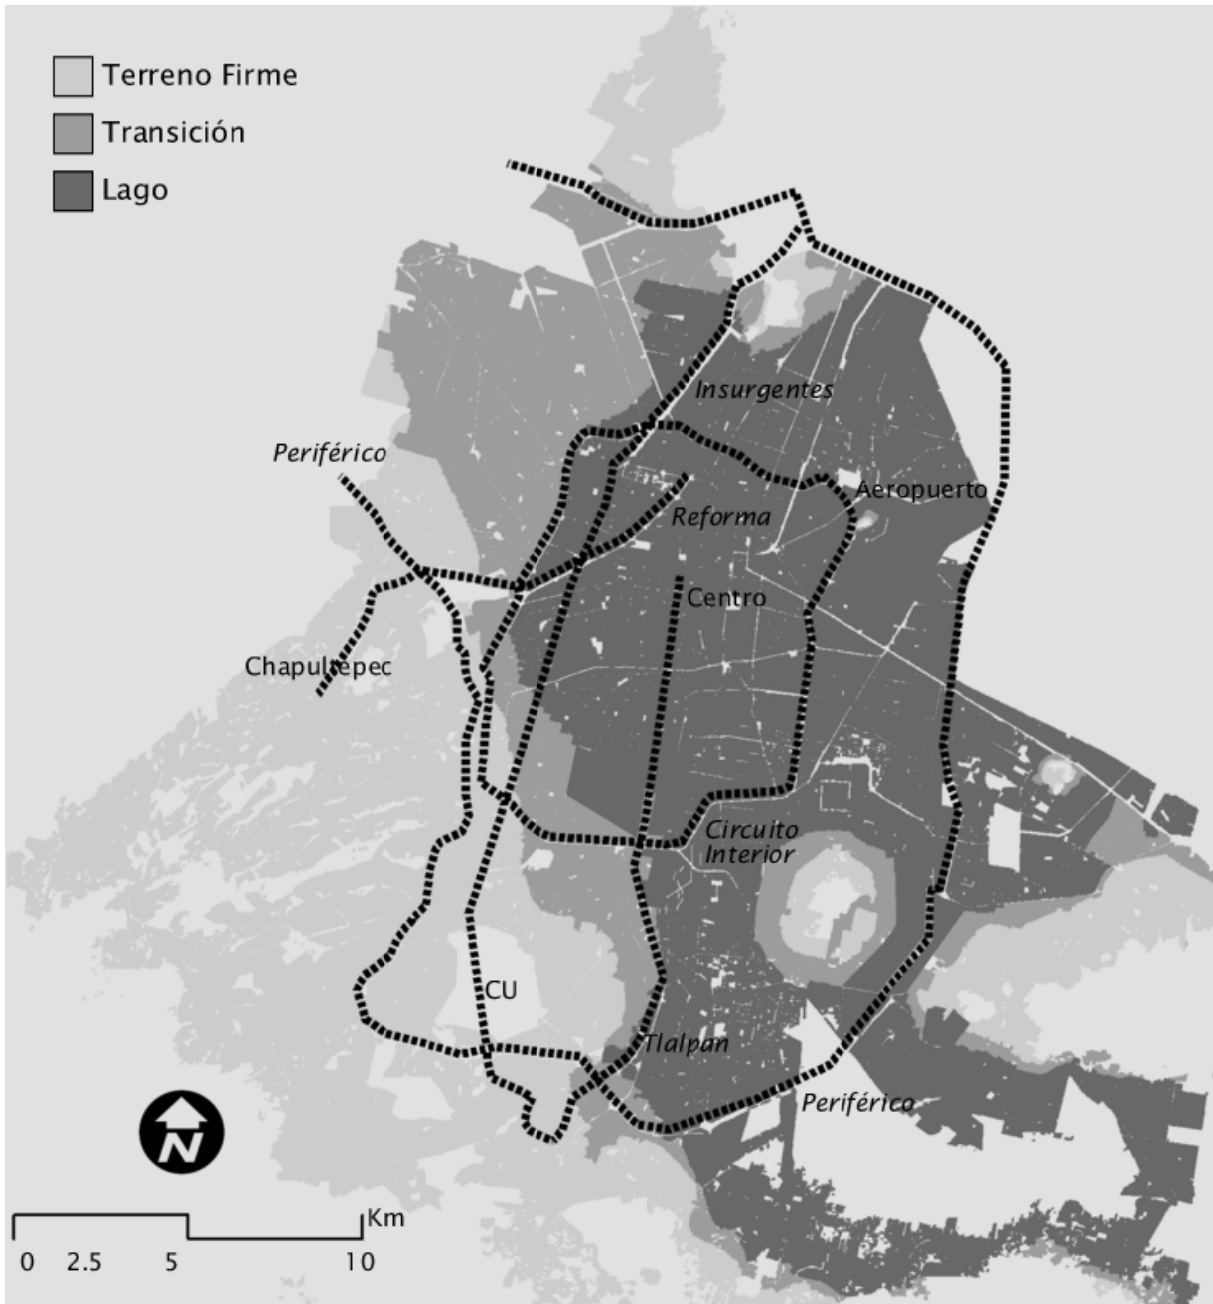 Terreno Firme
Transición
Lago
Insurgentes
Periférico
Aeropuerto
Reforma
Centro
Chapultepec
Circuito
Interior
CU
Tlalpan
Periférico
N
Km
0 2.5 5 10